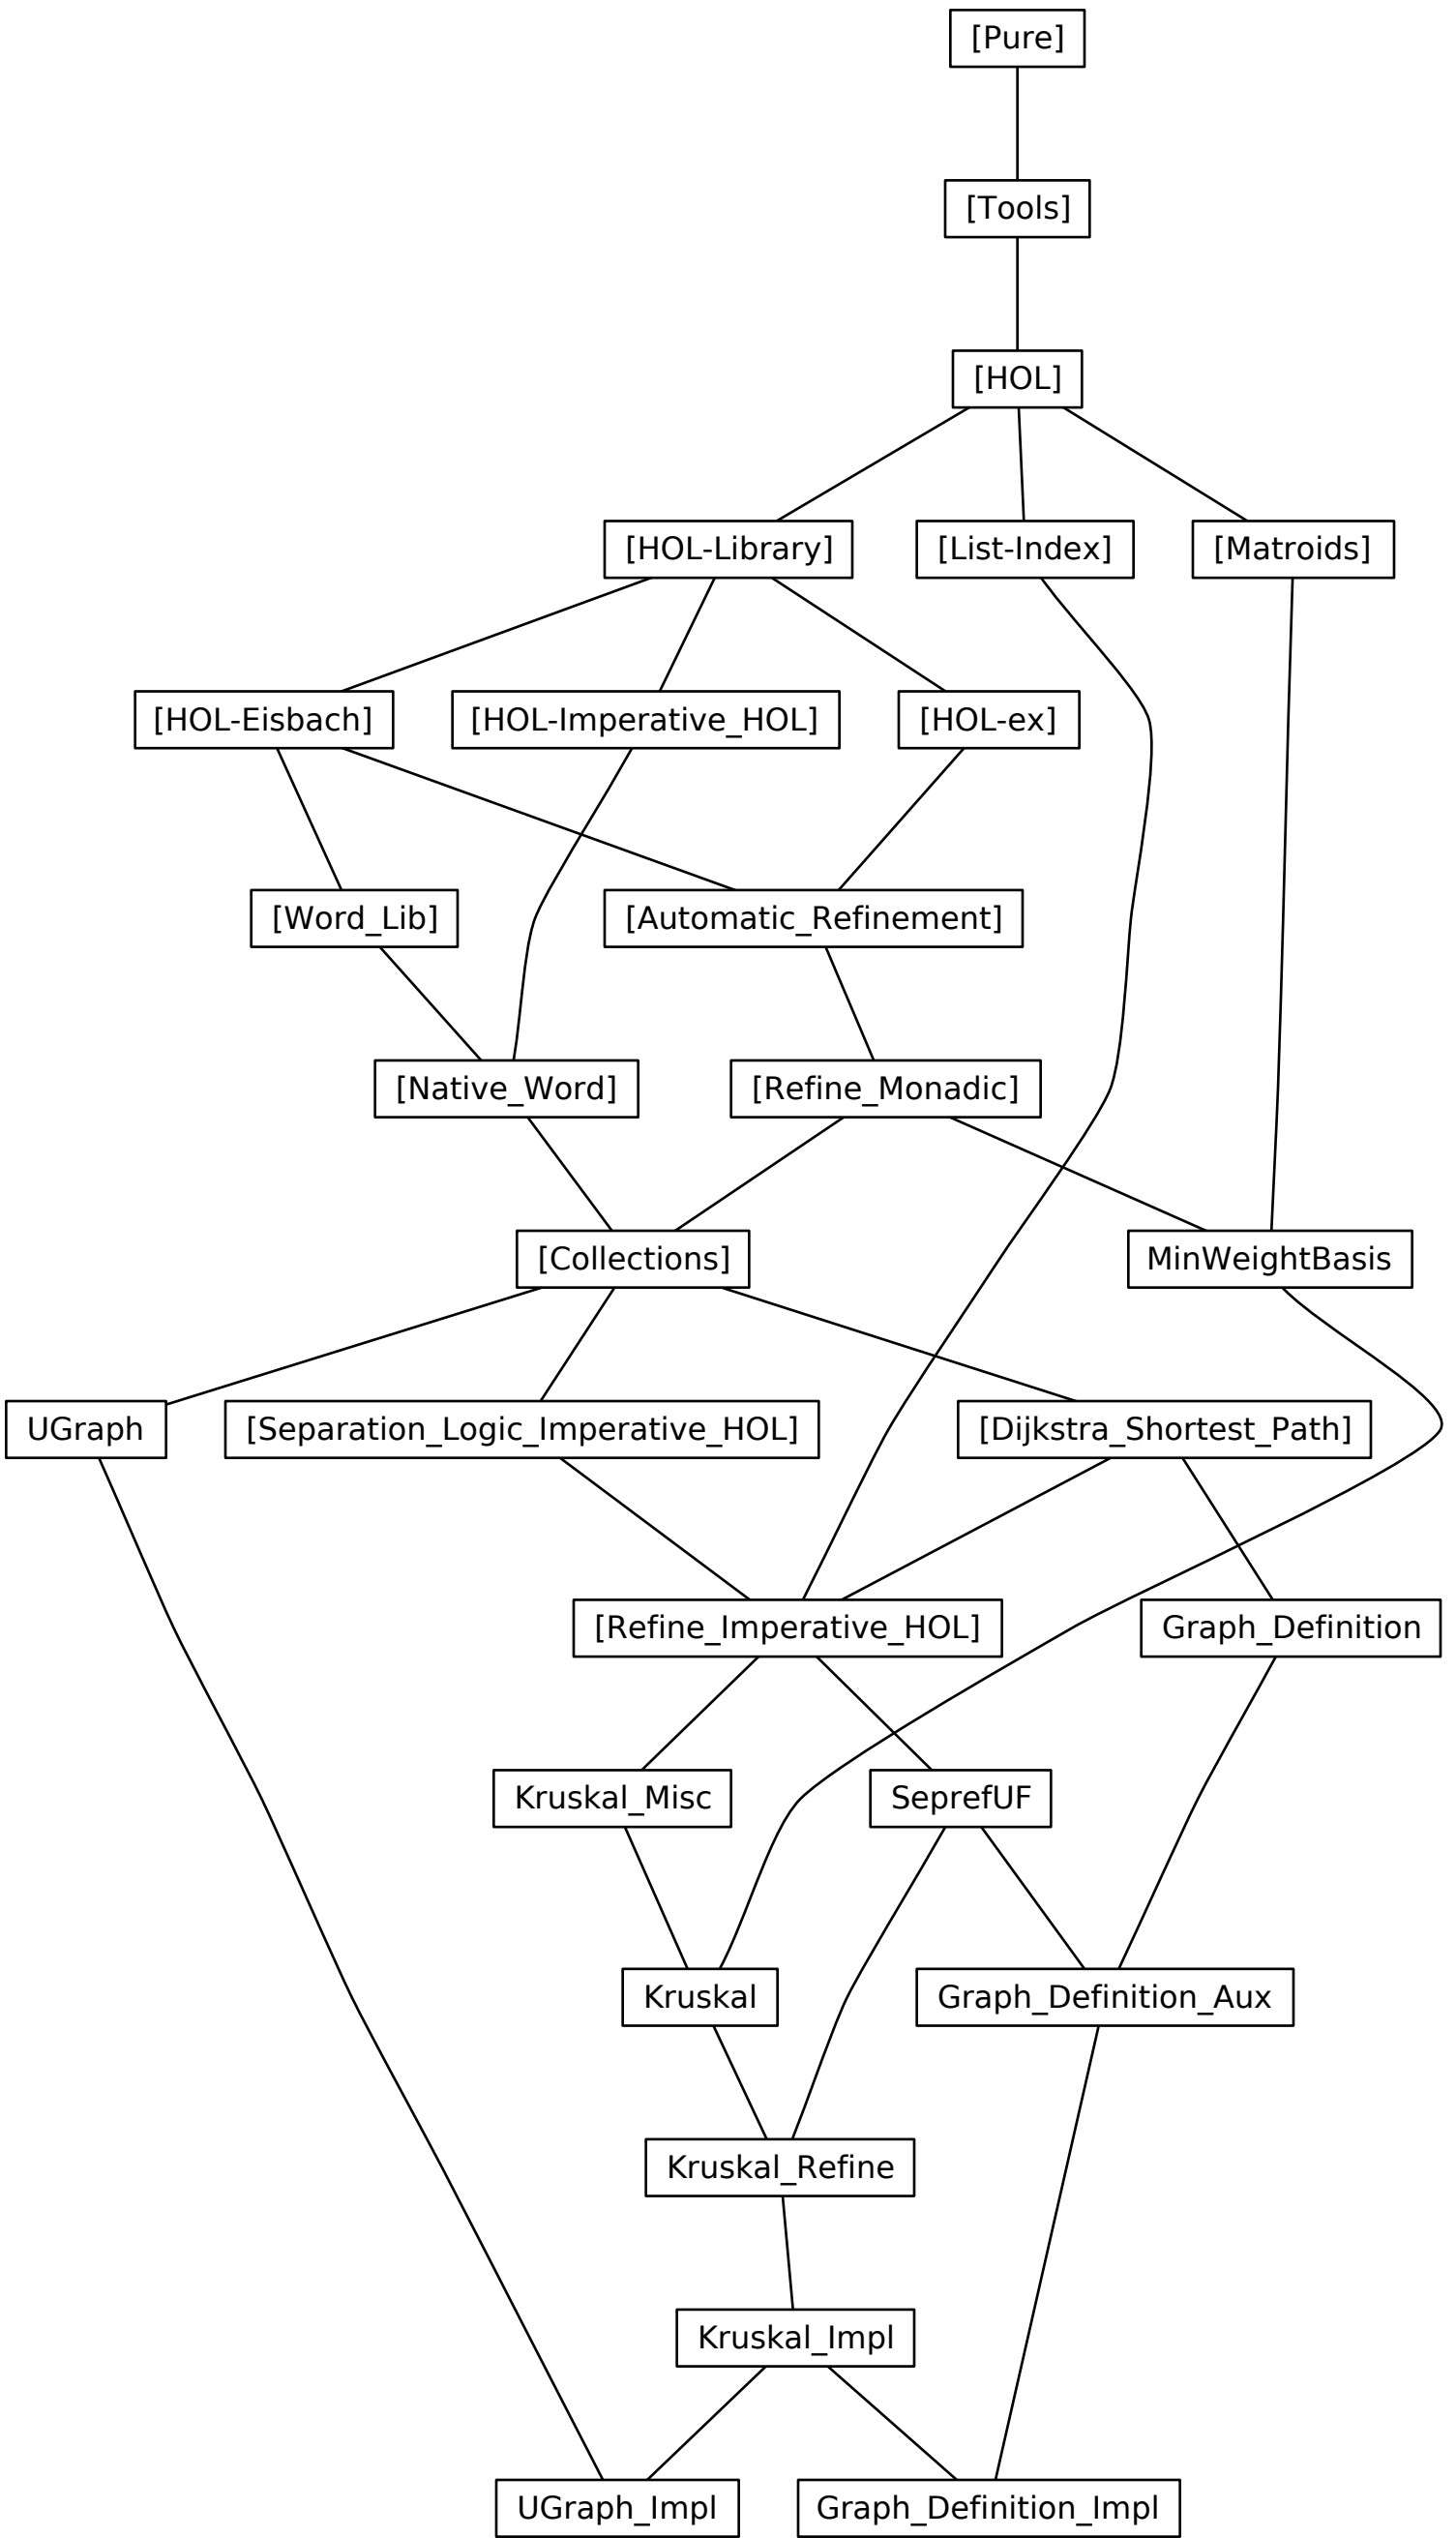 [Pure]
[Tools]
[HOL]
[HOL-Library]
[List-Index]
[Matroids]
[HOL-Eisbach]
[HOL-Imperative_HOL]
[HOL-ex]
[Word_Lib]
[Automatic_Refinement]
[Native_Word]
[Refine_Monadic]
[Collections]
MinWeightBasis
UGraph
[Separation_Logic_Imperative_HOL]
[Dijkstra_Shortest_Path]
[Refine_Imperative_HOL]
Graph_Definition
Kruskal_Misc
SeprefUF
Kruskal
Graph_Definition_Aux
Kruskal_Refine
Kruskal_Impl
UGraph_Impl
Graph_Definition_Impl